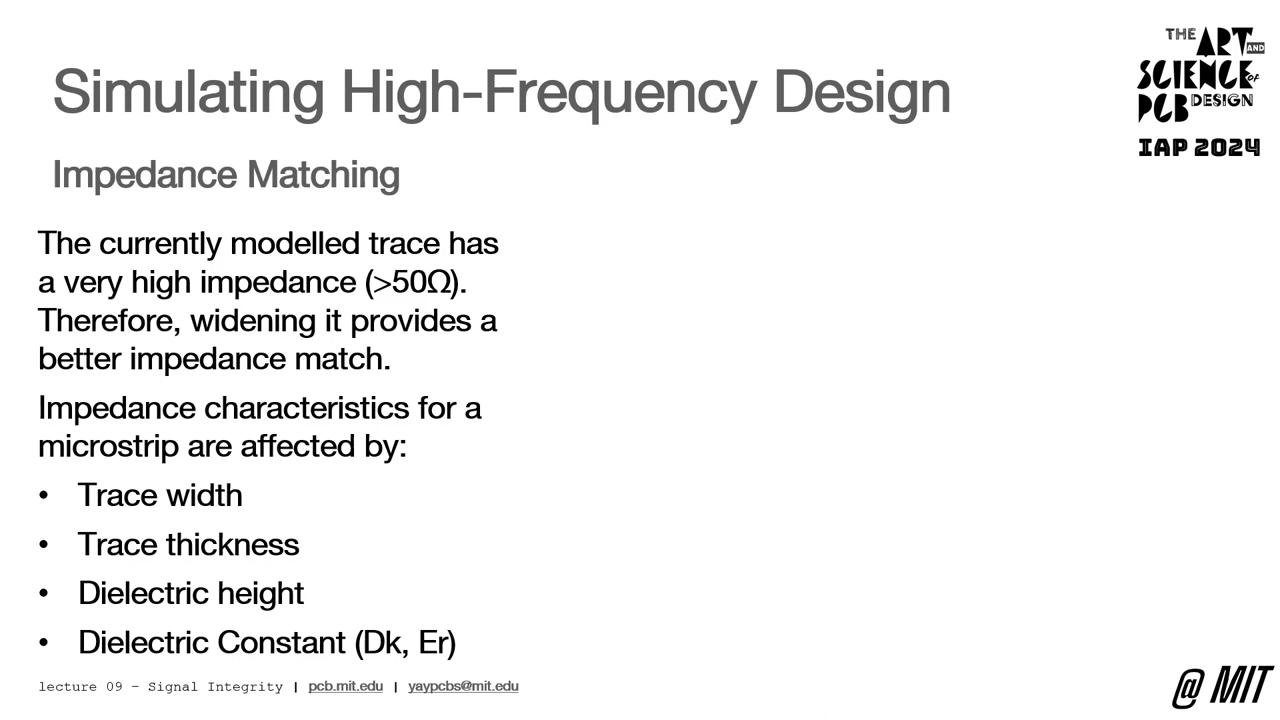 Simulating High-Frequency Design
THE ART AND
SCIENCE OF
PCB DESIGN
IAP 2024
Impedance Matching
The currently modelled trace has
a very high impedance (>50Ω).
Therefore, widening it provides a
better impedance match.
Impedance characteristics for a
microstrip are affected by:
• Trace width
• Trace thickness
• Dielectric height
• Dielectric Constant (Dk, Er)
lecture 09 – Signal Integrity | pcb.mit.edu | yaypcbs@mit.edu
@ MIT